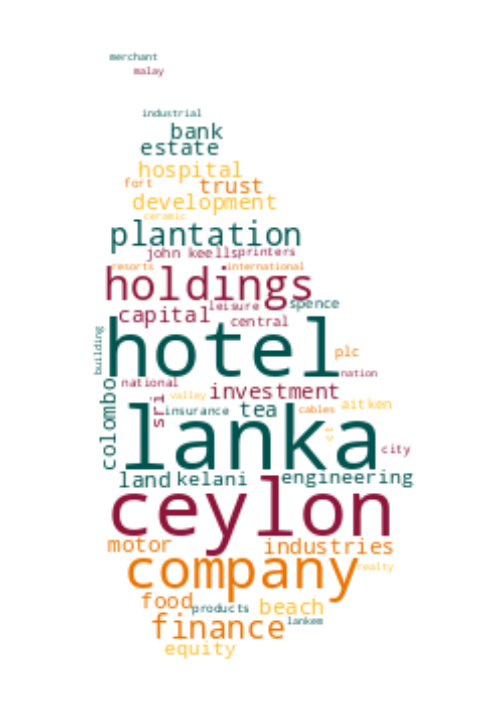 merchant
malay
industrial
bank
estate
hospital
fort trust
development
ceramic
plantation
john keells printers
resorts international
holdings
leisure spence
capital central
building
hotel
plc
nation
national
valley investment
colombo
sri
insurance tea cables aitken
lanka
city
land kelani engineering
ceylon
motor industries
company
realty
food products beach
finance lankem
equity